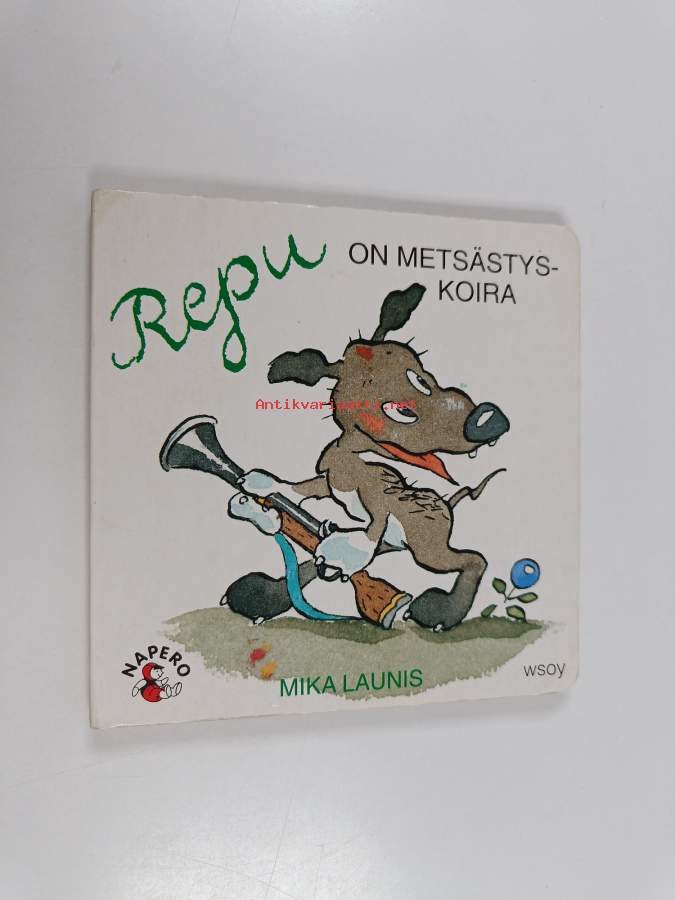 Repu ON METSÄSTYS-
KOIRA
Antikvariaatti.net
NAPERO
MIKA LAUNIS
wsoy